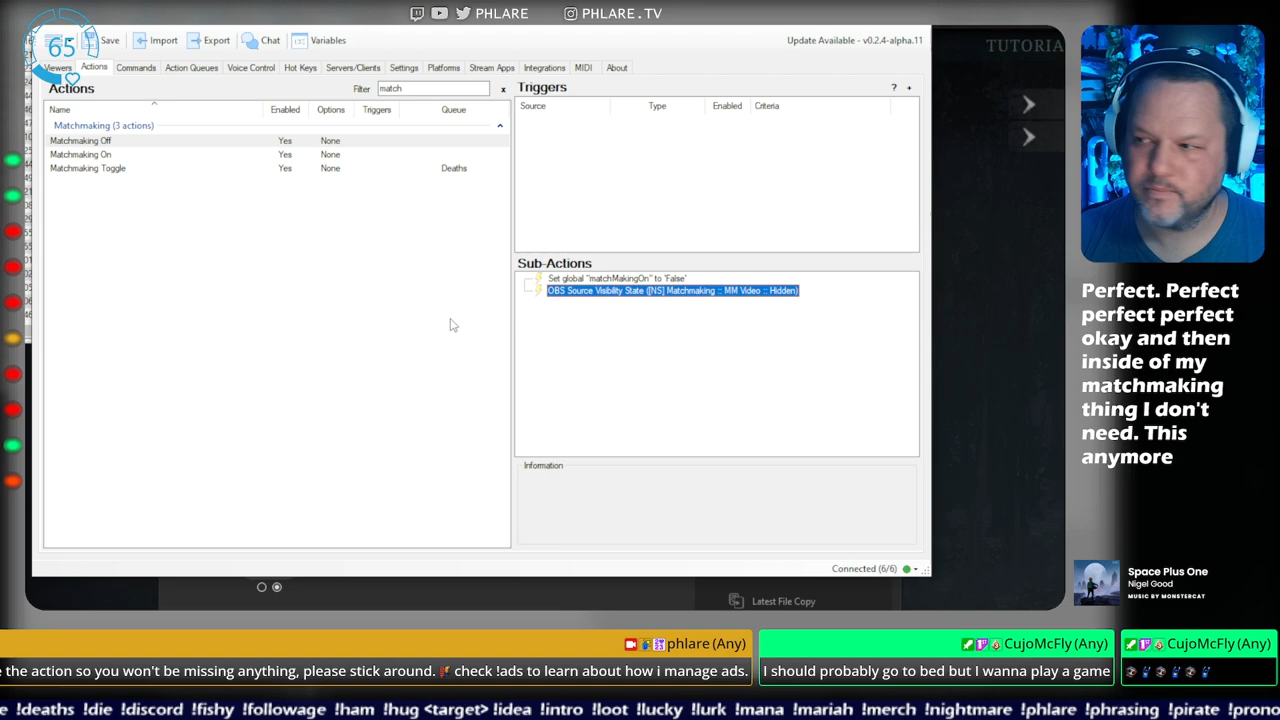 PHLARE
PHLARE.TV
65
Save
Import
Export
Chat
Variables
Update Available - v0.2.4-alpha.11
TUTORIA
Viewers
Actions
Commands
Action Queues
Voice Control
Hot Keys
Servers/Clients
Settings
Platforms
Stream Apps
Integrations
MIDI
About
Actions
Filter
match
x
Triggers
? +
Name
Enabled
Options
Triggers
Queue
Source
Type
Enabled
Criteria
Matchmaking (3 actions)
Matchmaking Off Yes None
Matchmaking On Yes None
Matchmaking Toggle Yes None Deaths
Sub-Actions
Set global "matchMakingOn" to 'False'
OBS Source Visibility State ([NS] Matchmaking :: MM Video :: Hidden)
Information
Connected (6/6)
Latest File Copy
Perfect. Perfect
perfect perfect
okay and then
inside of my
matchmaking
thing I don't
need. This
anymore
Space Plus One
Nigel Good
MUSIC BY MONSTERCAT
phlare (Any)
e the action so you won't be missing anything, please stick around check !ads to learn about how i manage ads.
CujoMcFly (Any)
I should probably go to bed but I wanna play a game
CujoMcFly (Any)
e !deaths !die !discord !fishy !followage !ham !hug <target> !idea !intro !loot !lucky !lurk !mana !mariah !merch !nightmare !phlare !phrasing !pirate !prono